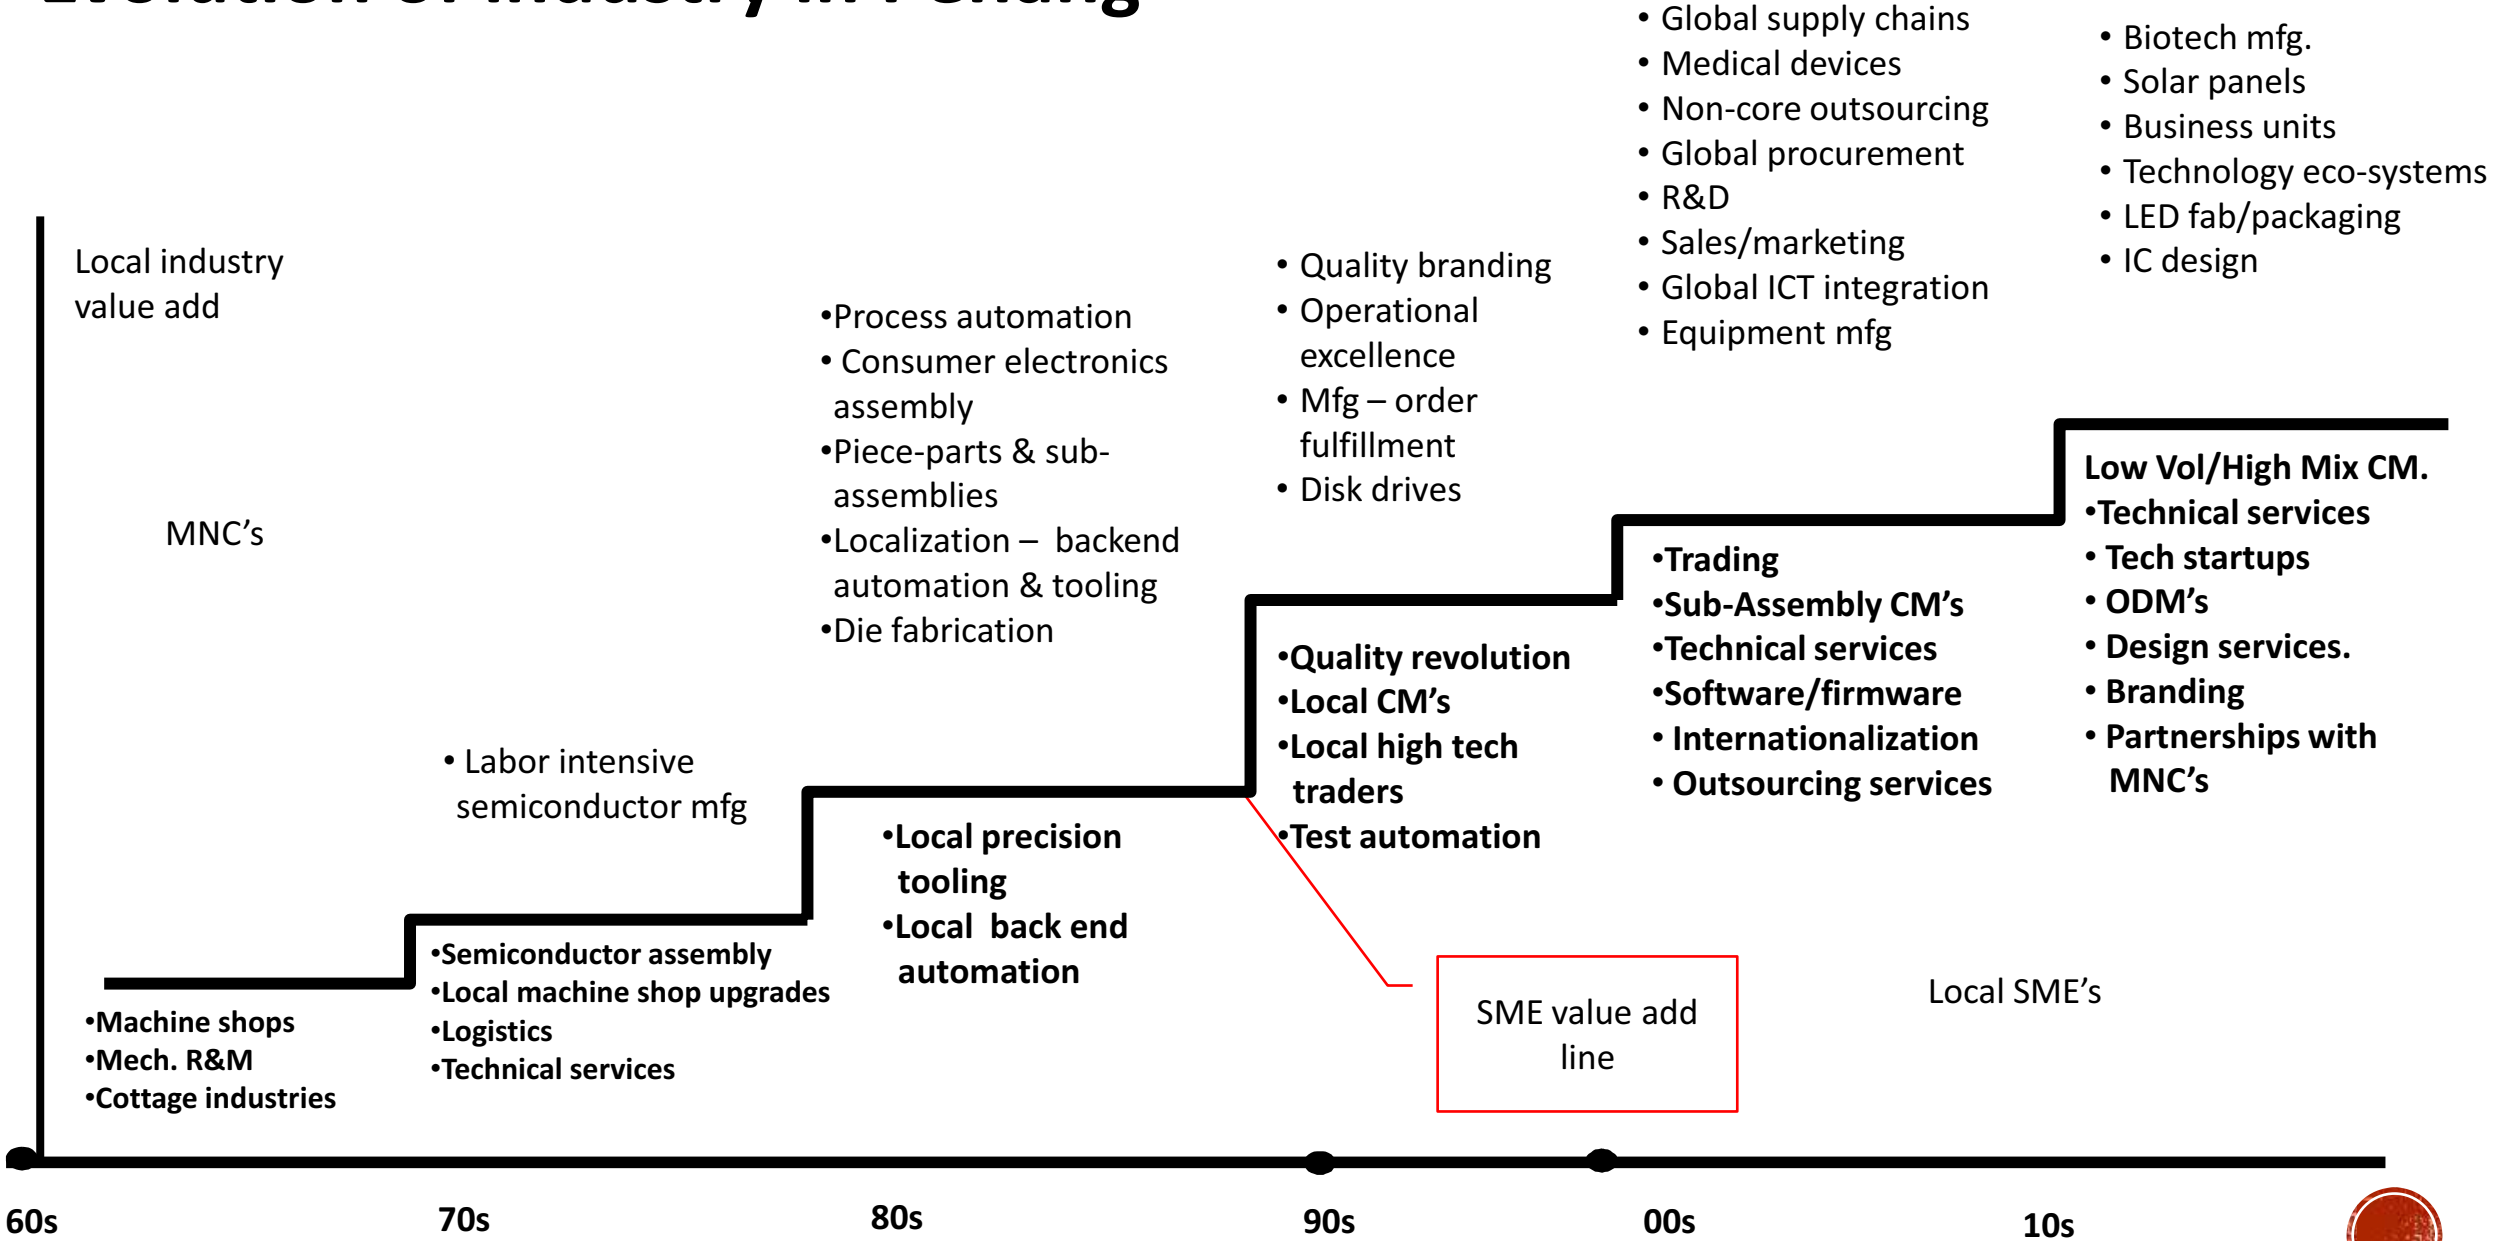 • Global supply chains
• Medical devices
• Non-core outsourcing
• Global procurement
• R&D
• Sales/marketing
• Global ICT integration
• Equipment mfg
• Biotech mfg.
• Solar panels
• Business units
• Technology eco-systems
• LED fab/packaging
• IC design
Local industry
value add
•Process automation
• Consumer electronics
assembly
•Piece-parts & sub-
assemblies
•Localization – backend
automation & tooling
•Die fabrication
• Quality branding
• Operational
excellence
• Mfg – order
fulfillment
• Disk drives
MNC's
• Labor intensive
semiconductor mfg
•Machine shops
•Mech. R&M
•Cottage industries
•Semiconductor assembly
•Local machine shop upgrades
•Logistics
•Technical services
•Local precision
tooling
•Local back end
automation
•Quality revolution
•Local CM's
•Local high tech
traders
•Test automation
•Trading
•Sub-Assembly CM's
•Technical services
•Software/firmware
• Internationalization
• Outsourcing services
Low Vol/High Mix CM.
•Technical services
• Tech startups
• ODM's
• Design services.
• Branding
• Partnerships with
MNC's
SME value add
line
Local SME's
60s
70s
80s
90s
00s
10s